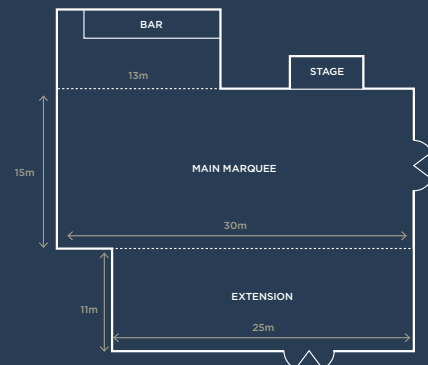 BAR
STAGE
13m
15m
MAIN MARQUEE
30m
EXTENSION
11m
25m